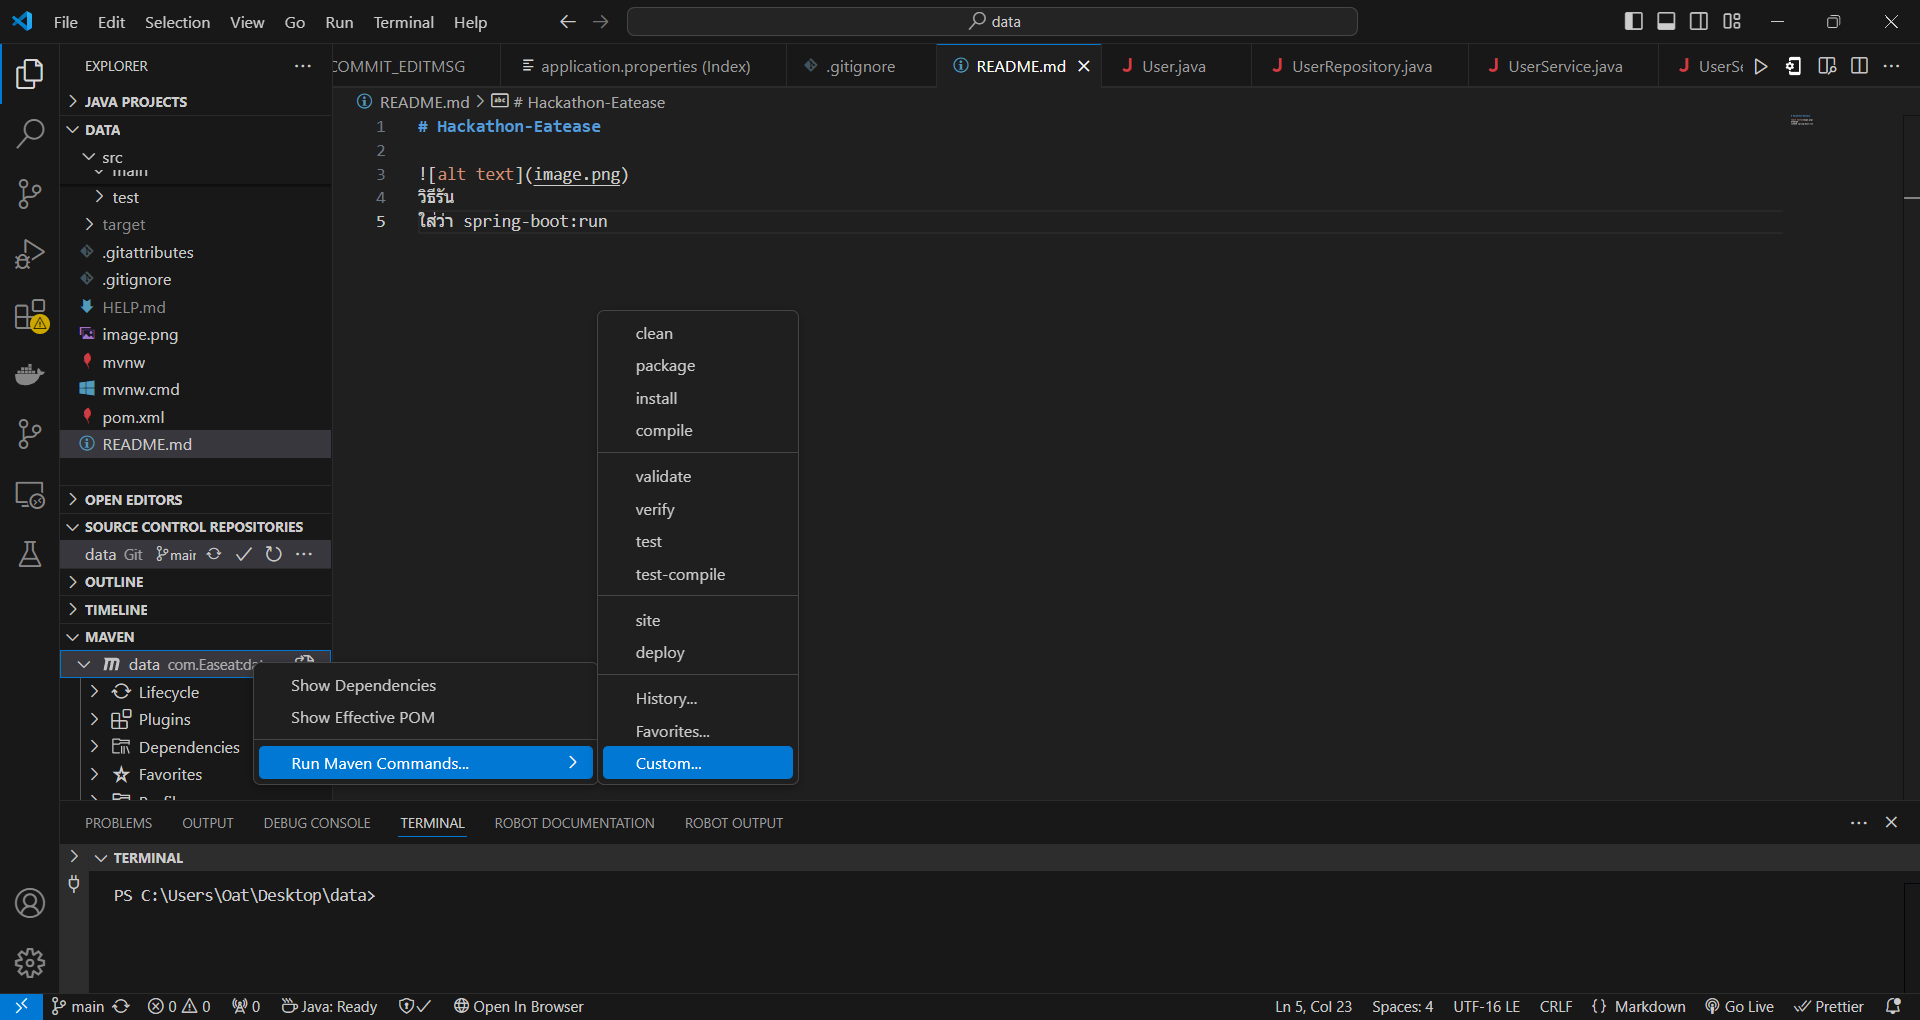 File Edit Selection View Go Run Terminal Help
data
EXPLORER
COMMIT_EDITMSG
application.properties (Index)
.gitignore
README.md
User.java
UserRepository.java
UserService.java
UserSe
JAVA PROJECTS
DATA
src
main
test
target
.gitattributes
.gitignore
HELP.md
image.png
mvnw
mvnw.cmd
pom.xml
README.md
OPEN EDITORS
SOURCE CONTROL REPOSITORIES
data Git main
OUTLINE
TIMELINE
MAVEN
data com.Easeat:da
Lifecycle
Plugins
Dependencies
Favorites
README.md > # Hackathon-Eatease
1 # Hackathon-Eatease
2
3 ![alt text](image.png)
4 วิธีรัน
5 ใส่ว่า spring-boot:run
Show Dependencies
Show Effective POM
Run Maven Commands...
clean
package
install
compile
validate
verify
test
test-compile
site
deploy
History...
Favorites...
Custom...
PROBLEMS OUTPUT DEBUG CONSOLE TERMINAL ROBOT DOCUMENTATION ROBOT OUTPUT
TERMINAL
PS C:\Users\Oat\Desktop\data>
main 0 0 0 Java: Ready Open In Browser
Ln 5, Col 23 Spaces: 4 UTF-16 LE CRLF {} Markdown Go Live Prettier